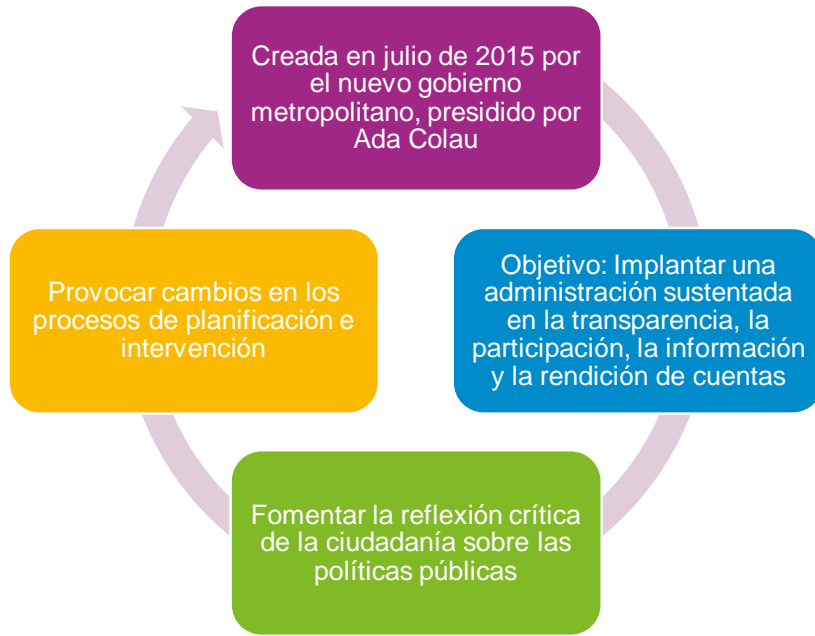 Creada en julio de 2015 por
el nuevo gobierno
metropolitano, presidido por
Ada Colau
Objetivo: Implantar una
administración sustentada
en la transparencia, la
participación, la información
y la rendición de cuentas
Fomentar la reflexión crítica
de la ciudadanía sobre las
políticas públicas
Provocar cambios en los
procesos de planificación e
intervención